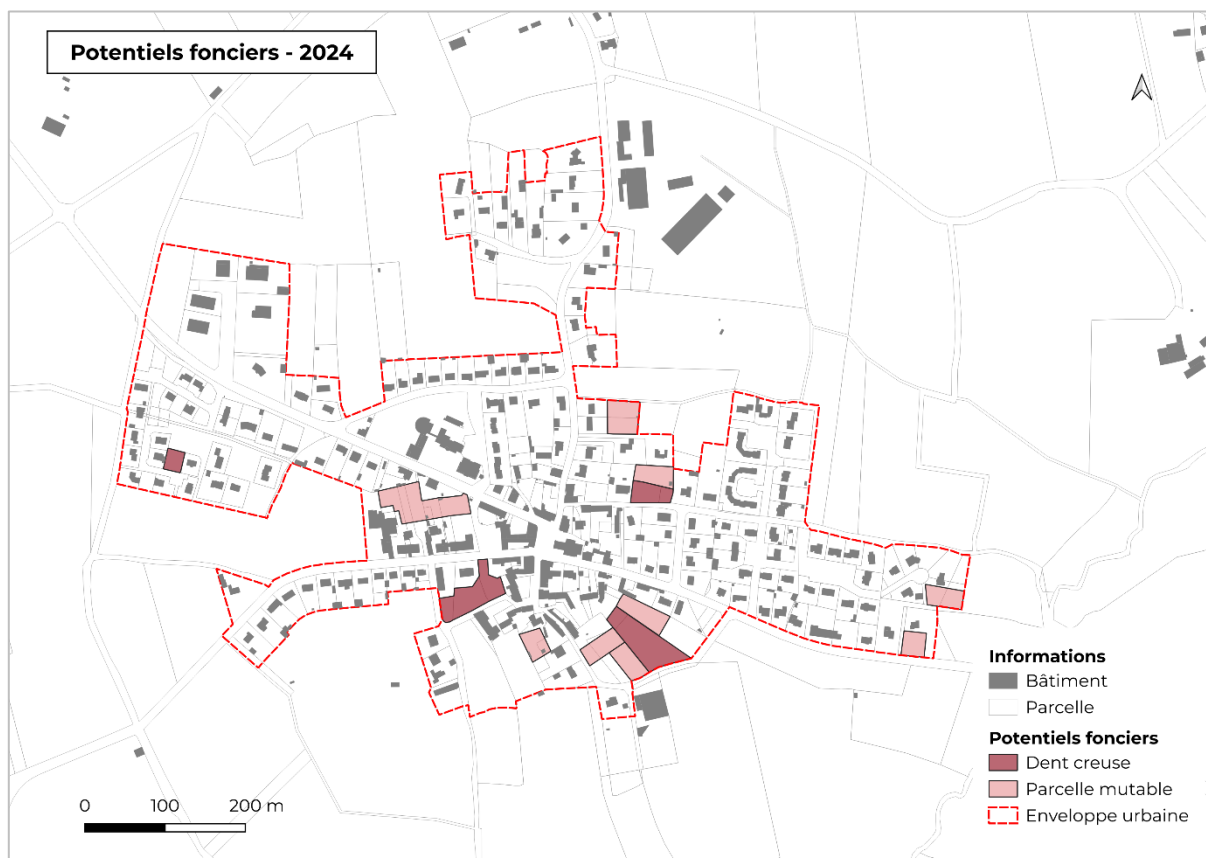 Potentiels fonciers - 2024
Informations
Bâtiment
Parcelle
Potentiels fonciers
Dent creuse
Parcelle mutable
Enveloppe urbaine
0 100 200 m